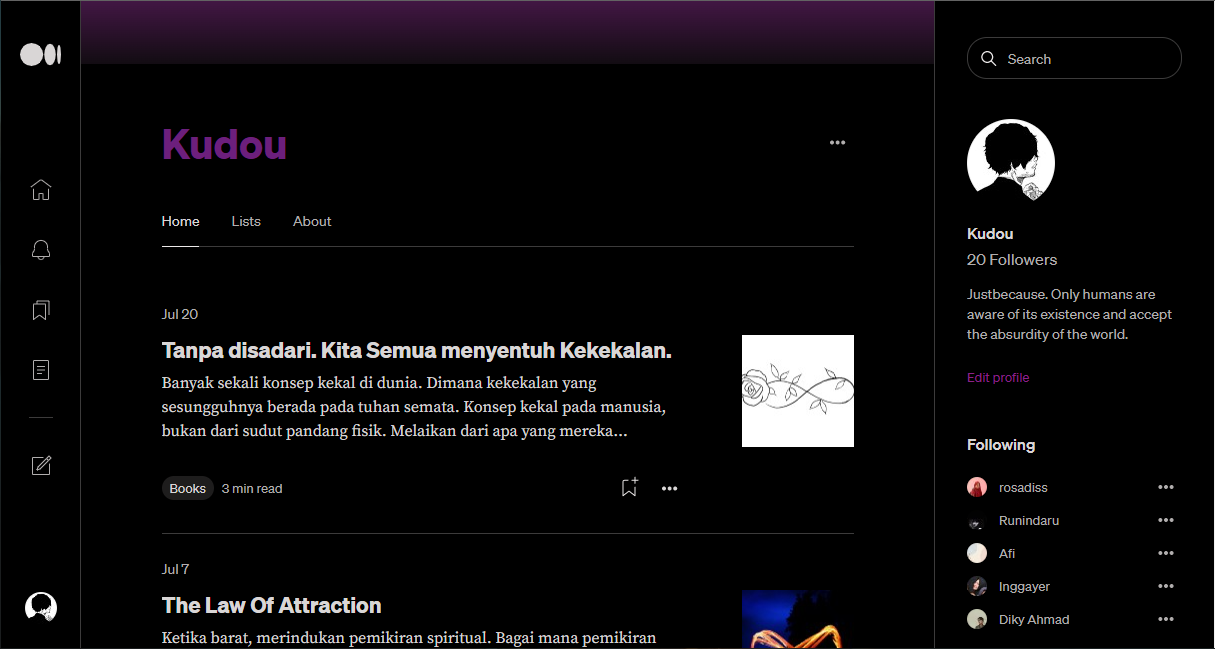 Search
Kudou
Home Lists About
Jul 20
Tanpa disadari. Kita Semua menyentuh Kekekalan.
Banyak sekali konsep kekal di dunia. Dimana kekekalan yang
sesungguhnya berada pada tuhan semata. Konsep kekal pada manusia,
bukan dari sudut pandang fisik. Melaikan dari apa yang mereka...
Books 3 min read
Jul 7
The Law Of Attraction
Ketika barat, merindukan pemikiran spiritual. Bagai mana pemikiran
Kudou
20 Followers
Justbecause. Only humans are
aware of its existence and accept
the absurdity of the world.
Edit profile
Following
rosadiss
Runindaru
Afi
Inggayer
Diky Ahmad